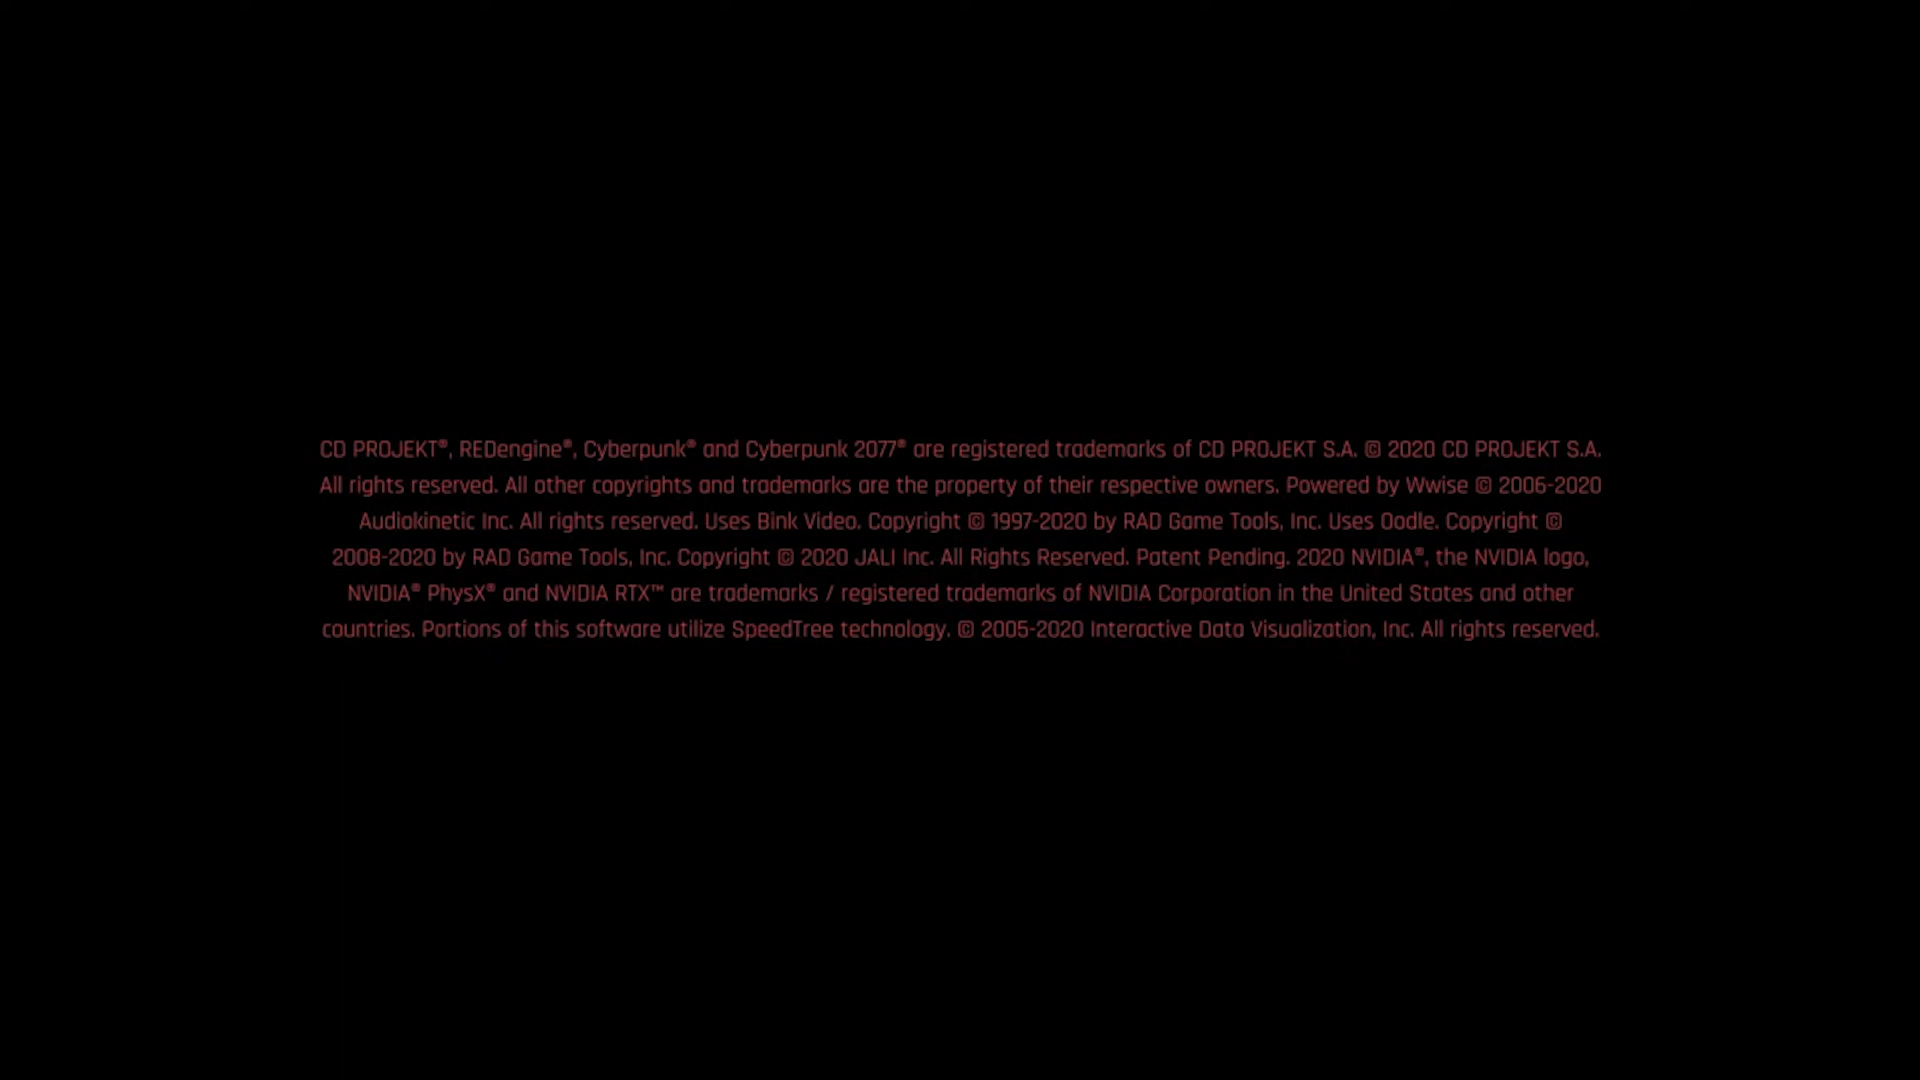 CD PROJEKT®, REDengine®, Cyberpunk® and Cyberpunk 2077® are registered trademarks of CD PROJEKT S.A. © 2020 CD PROJEKT S.A.
All rights reserved. All other copyrights and trademarks are the property of their respective owners. Powered by Wwise © 2006-2020
Audiokinetic Inc. All rights reserved. Uses Bink Video. Copyright © 1997-2020 by RAD Game Tools, Inc. Uses Oodle. Copyright ©
2008-2020 by RAD Game Tools, Inc. Copyright © 2020 JALI Inc. All Rights Reserved. Patent Pending. 2020 NVIDIA®, the NVIDIA logo,
NVIDIA® PhysX® and NVIDIA RTX™ are trademarks / registered trademarks of NVIDIA Corporation in the United States and other
countries. Portions of this software utilize SpeedTree technology. © 2005-2020 Interactive Data Visualization, Inc. All rights reserved.